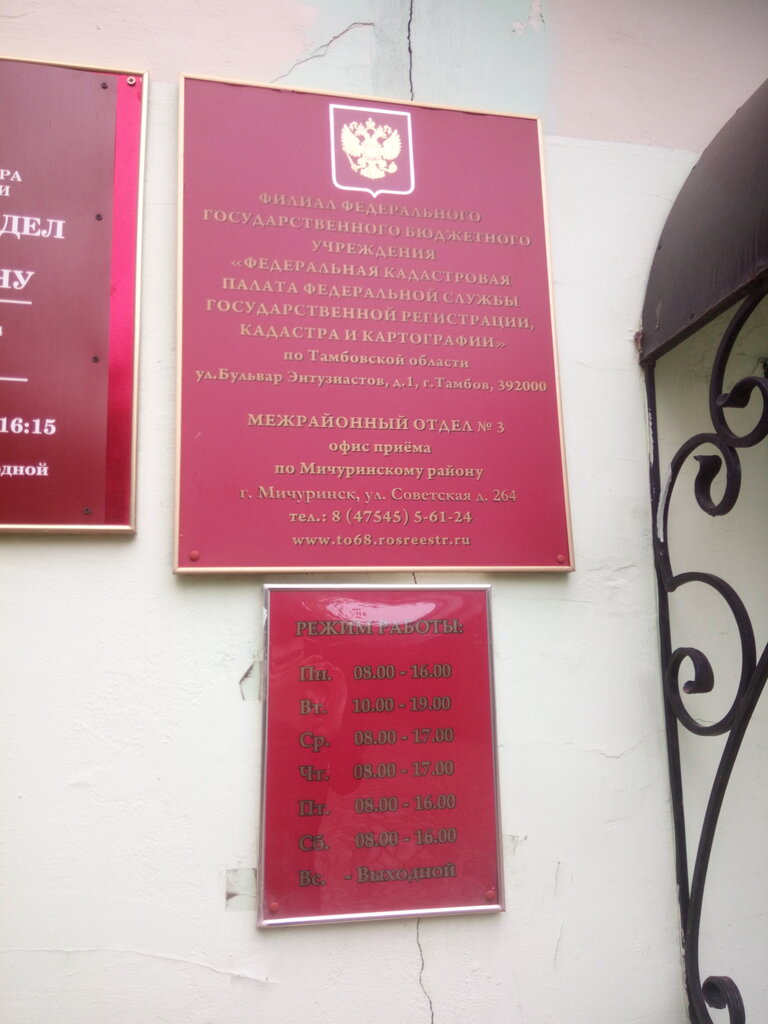 РА
И
ДЕЛ
НУ
16:15
дной
ФИЛИАЛ ФЕДЕРАЛЬНОГО
ГОСУДАРСТВЕННОГО БЮДЖЕТНОГО
УЧРЕЖДЕНИЯ
«ФЕДЕРАЛЬНАЯ КАДАСТРОВАЯ
ПАЛАТА ФЕДЕРАЛЬНОЙ СЛУЖБЫ
ГОСУДАРСТВЕННОЙ РЕГИСТРАЦИИ,
КАДАСТРА И КАРТОГРАФИИ»
по Тамбовской области
ул.Бульвар Энтузиастов, д.1, г.Тамбов, 392000
МЕЖРАЙОННЫЙ ОТДЕЛ № 3
офис приёма
по Мичуринскому району
г. Мичуринск, ул. Советская д. 264
тел.: 8 (47545) 5-61-24
www.to68.rosreestr.ru
РЕЖИМ РАБОТЫ:
Пн. 08.00 - 16.00
Вт. 10.00 - 19.00
Ср. 08.00 - 17.00
Чт. 08.00 - 17.00
Пт. 08.00 - 16.00
Сб. 08.00 - 16.00
Вс. - Выходной